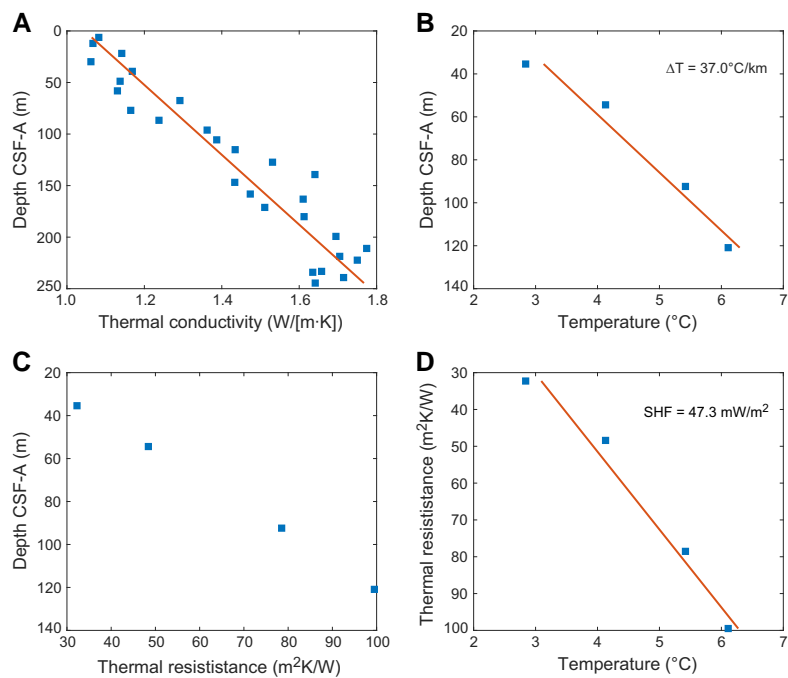 A
0
50
100
150
200
250
1.0 1.2 1.4 1.6 1.8
Depth CSF-A (m)
Thermal conductivity (W/[m·K])
B
20
40
60
80
100
120
140
2 3 4 5 6 7
Depth CSF-A (m)
Temperature (°C)
ΔT = 37.0°C/km
C
20
40
60
80
100
120
140
30 40 50 60 70 80 90 100
Depth CSF-A (m)
Thermal resististance (m²K/W)
D
30
40
50
60
70
80
90
100
2 3 4 5 6 7
Thermal resististance (m²K/W)
Temperature (°C)
SHF = 47.3 mW/m²